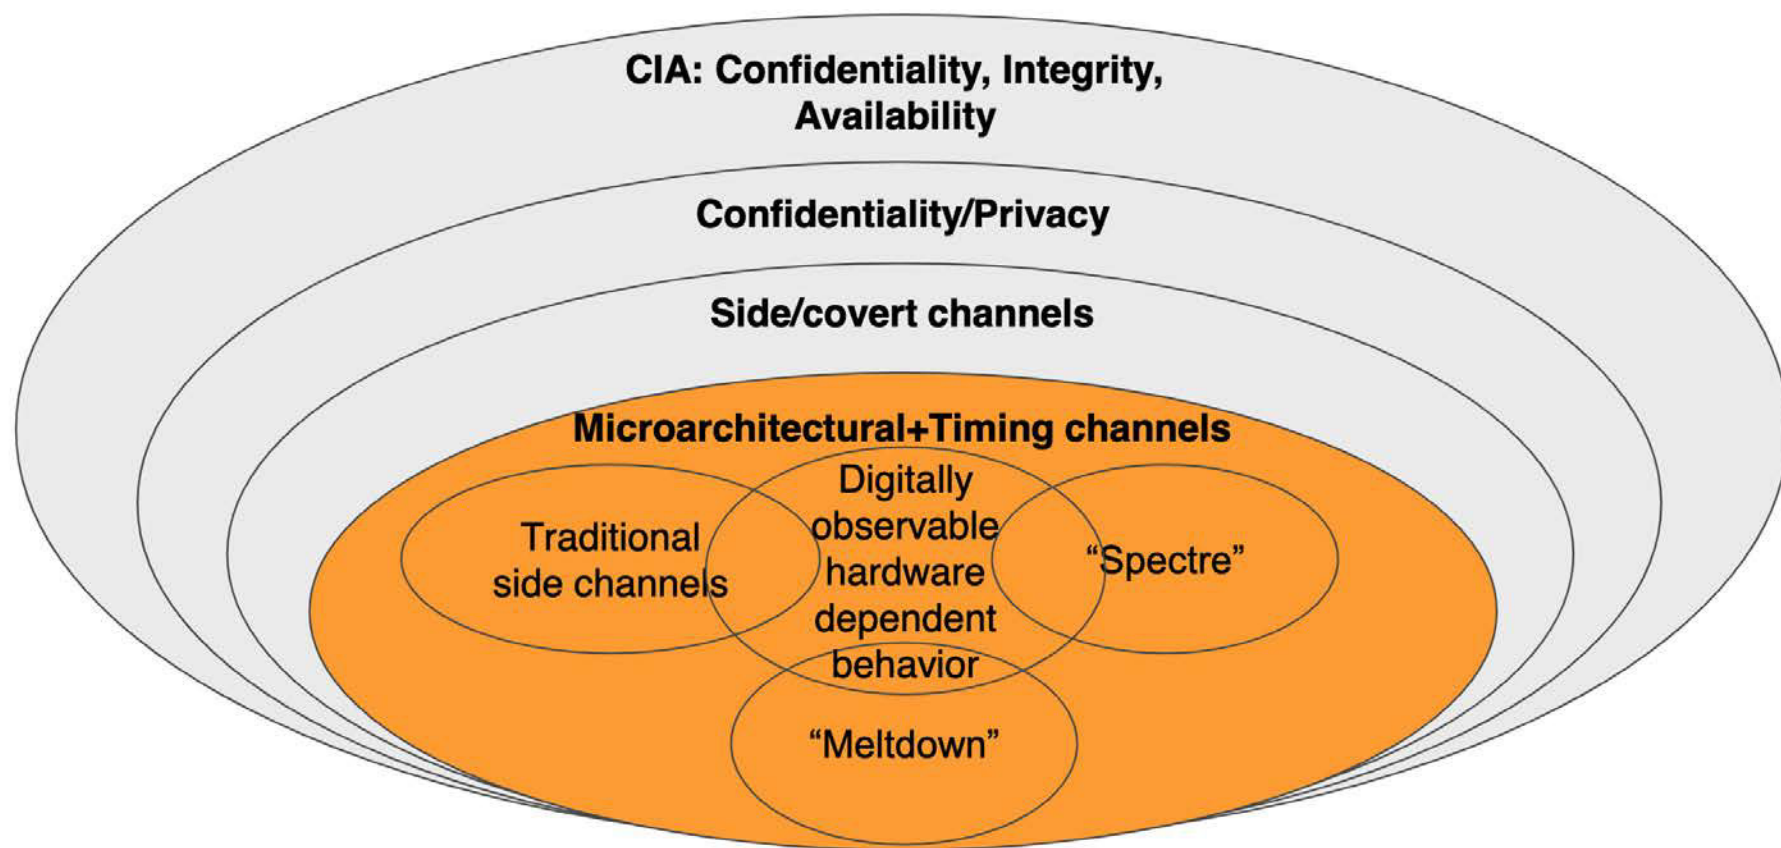 CIA: Confidentiality, Integrity,
Availability
Confidentiality/Privacy
Side/covert channels
Microarchitectural+Timing channels
Traditional
side channels
Digitally
observable
hardware
dependent
behavior
“Spectre”
“Meltdown”